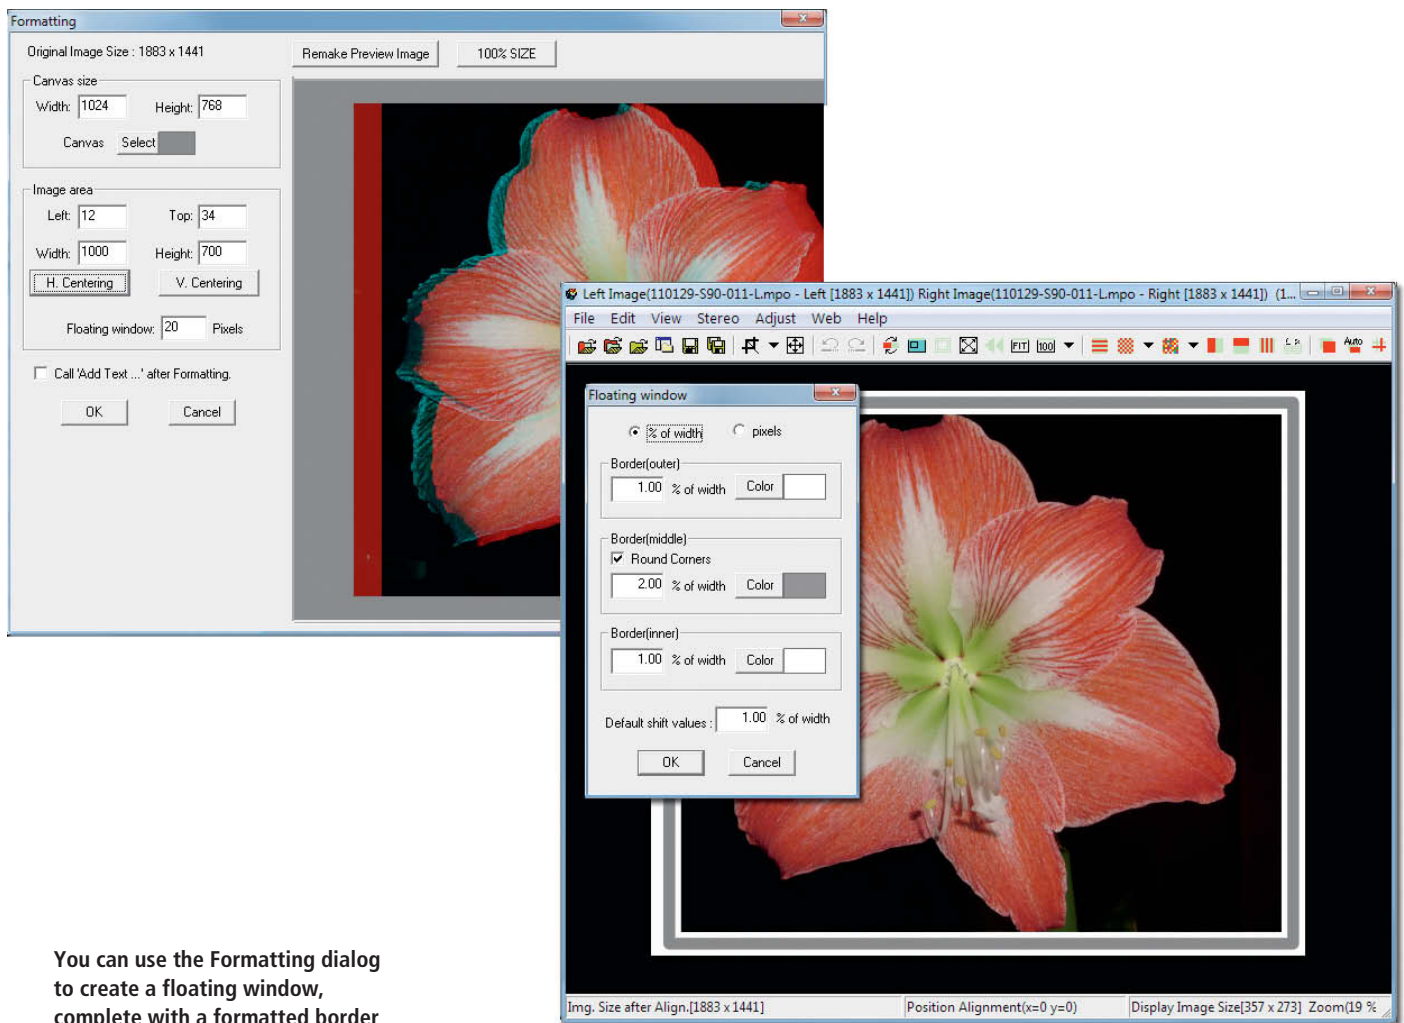 Formatting
Original Image Size : 1883 x 1441
Remake Preview Image
100% SIZE
Canvas size
Width: 1024 Height: 768
Canvas Select
Image area
Left: 12 Top: 34
Width: 1000 Height: 700
H. Centering V. Centering
Floating window: 20 Pixels
Call 'Add Text ...' after Formatting.
OK Cancel
Left Image(110129-S90-011-L.mpo - Left [1883 x 1441]) Right Image(110129-S90-011-L.mpo - Right [1883 x 1441]) (1...
File Edit View Stereo Adjust Web Help
FIT 100 L R Auto
Floating window
% of width pixels
Border(outer)
1.00 % of width Color
Border(middle)
Round Corners
2.00 % of width Color
Border(inner)
1.00 % of width Color
Default shift values : 1.00 % of width
OK Cancel
Img. Size after Align.[1883 x 1441] Position Alignment(x=0 y=0) Display Image Size[357 x 273] Zoom(19 %
You can use the Formatting dialog
to create a floating window,
complete with a formatted border